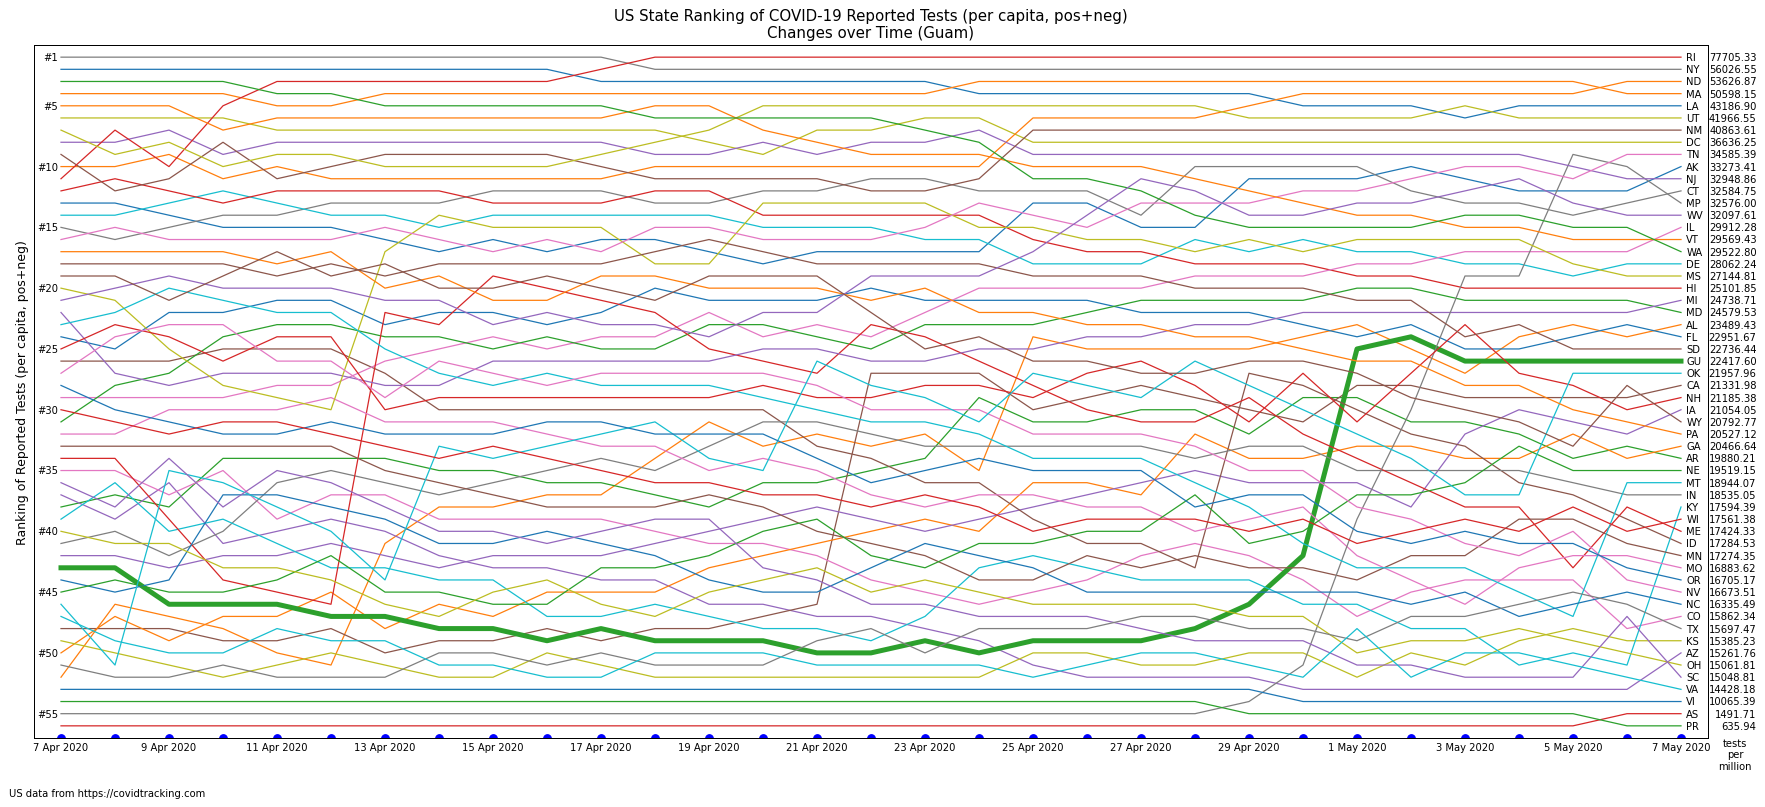 US State Ranking of COVID-19 Reported Tests (per capita, pos+neg)
Changes over Time (Guam)
Ranking of Reported Tests (per capita, pos+neg)
#1
#5
#10
#15
#20
#25
#30
#35
#40
#45
#50
#55
RI 77705.33
NY 56026.55
ND 53626.87
MA 50598.15
LA 43186.90
UT 41966.55
NM 40863.61
DC 36636.25
TN 34585.39
AK 33273.41
NJ 32948.86
CT 32584.75
MP 32576.00
WV 32097.61
IL 29912.28
VT 29569.43
WA 29522.80
DE 28062.24
MS 27144.81
HI 25101.85
MI 24738.71
MD 24579.53
AL 23489.43
FL 22951.67
SD 22736.44
GU 22417.60
OK 21957.96
CA 21331.98
NH 21185.38
IA 21054.05
WY 20792.77
PA 20527.12
GA 20466.64
AR 19880.21
NE 19519.15
MT 18944.07
IN 18535.05
KY 17594.39
WI 17561.38
ME 17424.33
ID 17284.53
MN 17274.35
MO 16883.62
OR 16705.17
NV 16673.51
NC 16335.49
CO 15862.34
TX 15697.47
KS 15385.23
AZ 15261.76
OH 15061.81
SC 15048.81
VA 14428.18
VI 10065.39
AS 1491.71
PR 635.94
7 Apr 2020 9 Apr 2020 11 Apr 2020 13 Apr 2020 15 Apr 2020 17 Apr 2020 19 Apr 2020 21 Apr 2020 23 Apr 2020 25 Apr 2020 27 Apr 2020 29 Apr 2020 1 May 2020 3 May 2020 5 May 2020 7 May 2020
tests
per
million
US data from https://covidtracking.com